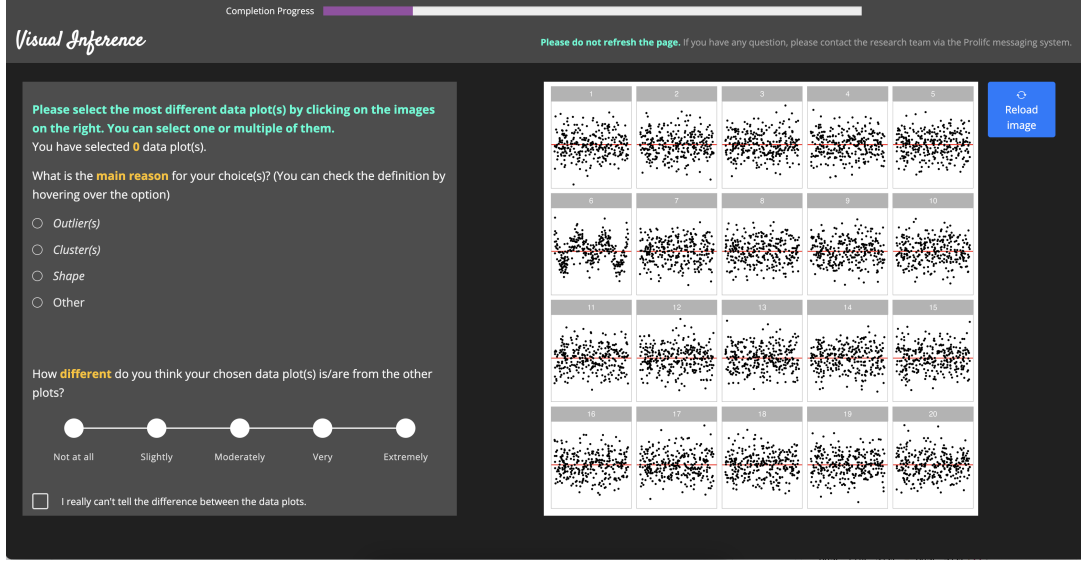 Completion Progress
Visual Inference
Please do not refresh the page. If you have any question, please contact the research team via the Prolifc messaging system.
Please select the most different data plot(s) by clicking on the images
on the right. You can select one or multiple of them.
You have selected 0 data plot(s).
What is the main reason for your choice(s)? (You can check the definition by
hovering over the option)
Outlier(s)
Cluster(s)
Shape
Other
How different do you think your chosen data plot(s) is/are from the other
plots?
Not at all Slightly Moderately Very Extremely
I really can't tell the difference between the data plots.
1 2 3 4 5
6 7 8 9 10
11 12 13 14 15
16 17 18 19 20
Reload
image